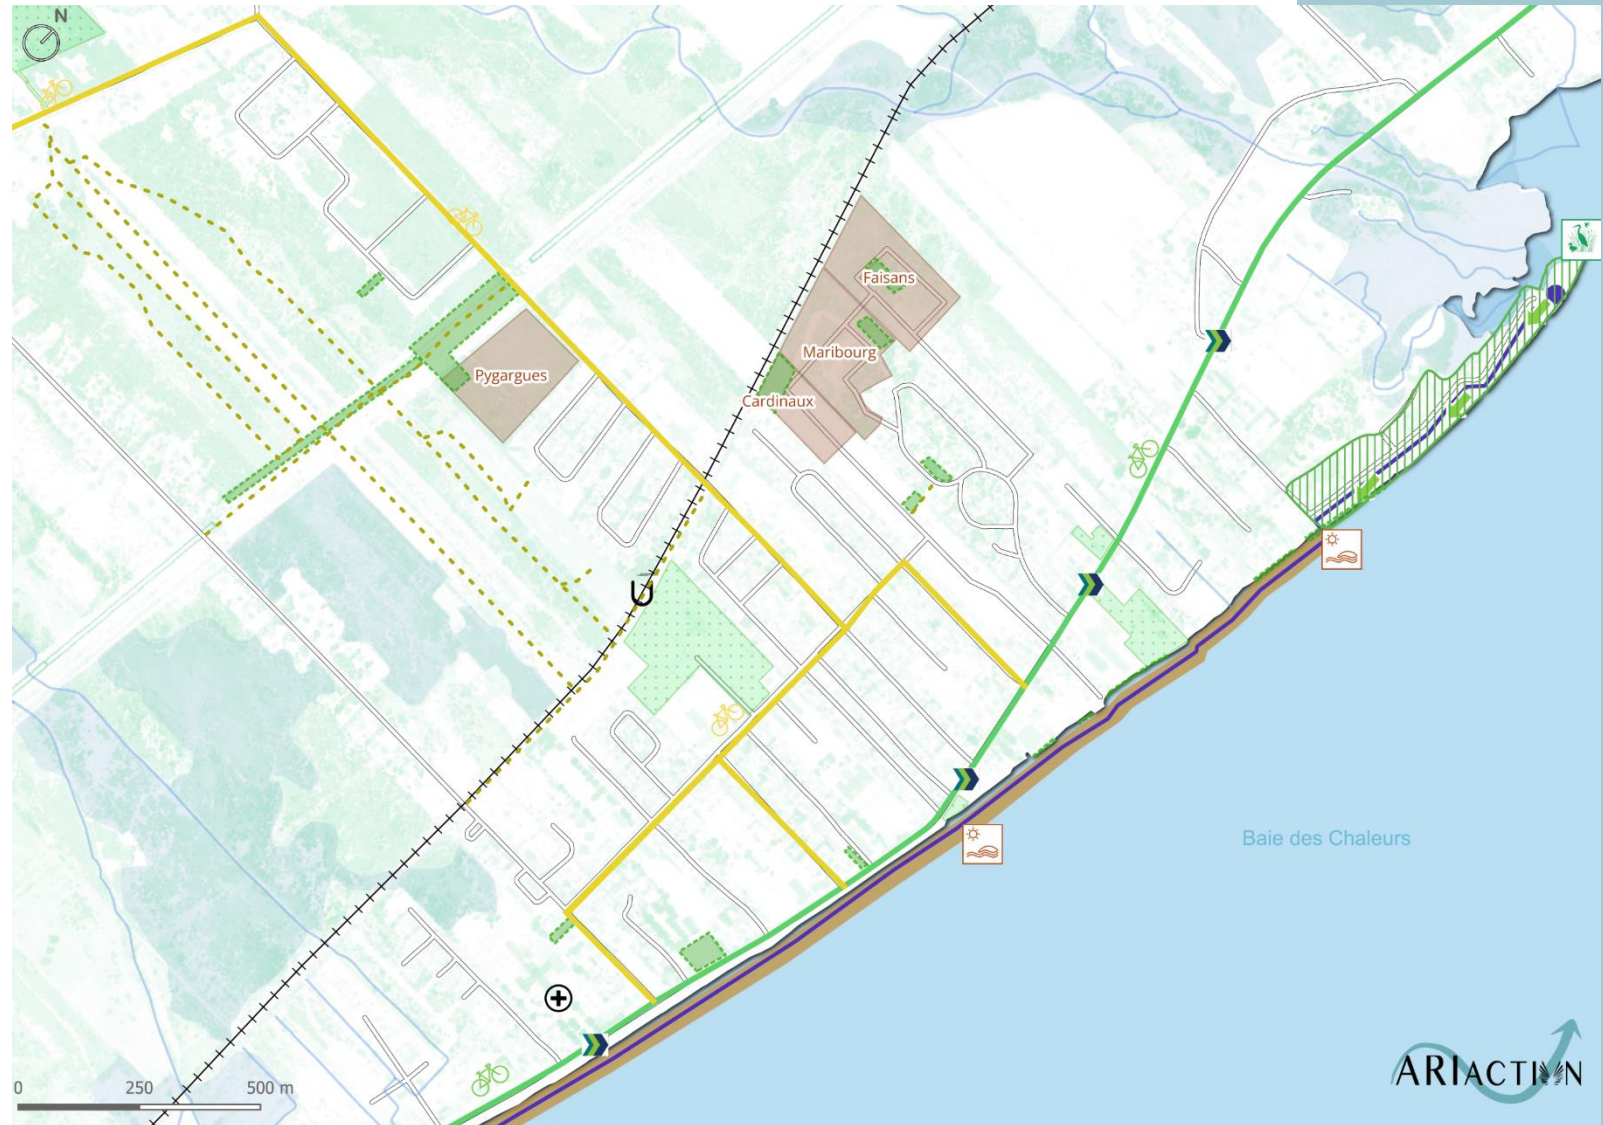 N
Faisans
Maribourg
Pygargues
Cardinaux
Baie des Chaleurs
0 250 500 m
ARIACTION